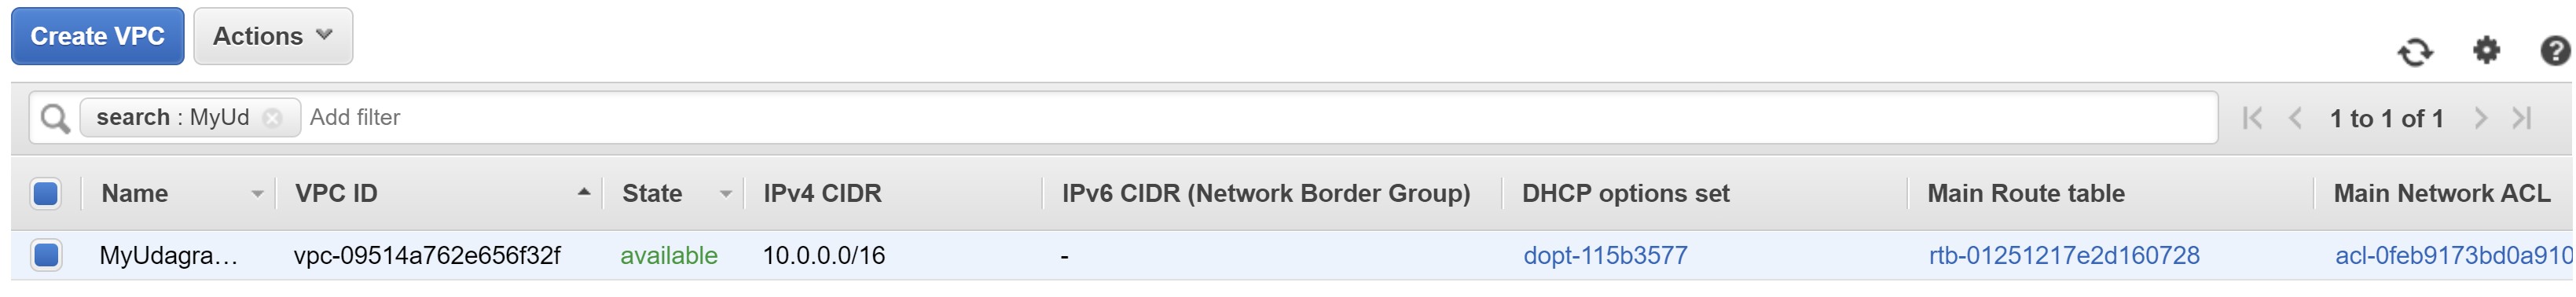 Create VPC Actions
search : MyUd Add filter 1 to 1 of 1
Name VPC ID State IPv4 CIDR IPv6 CIDR (Network Border Group) DHCP options set Main Route table Main Network ACL
MyUdagra… vpc-09514a762e656f32f available 10.0.0.0/16 - dopt-115b3577 rtb-01251217e2d160728 acl-0feb9173bd0a910